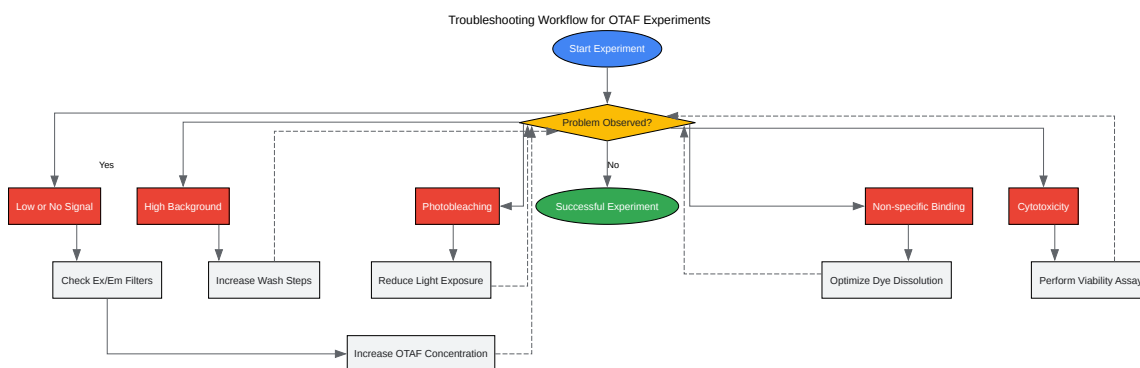 Troubleshooting Workflow for OTAF Experiments
Start Experiment
Problem Observed?
Yes
No
Low or No Signal
High Background
Photobleaching
Successful Experiment
Non-specific Binding
Cytotoxicity
Check Ex/Em Filters
Increase Wash Steps
Reduce Light Exposure
Optimize Dye Dissolution
Perform Viability Assay
Increase OTAF Concentration